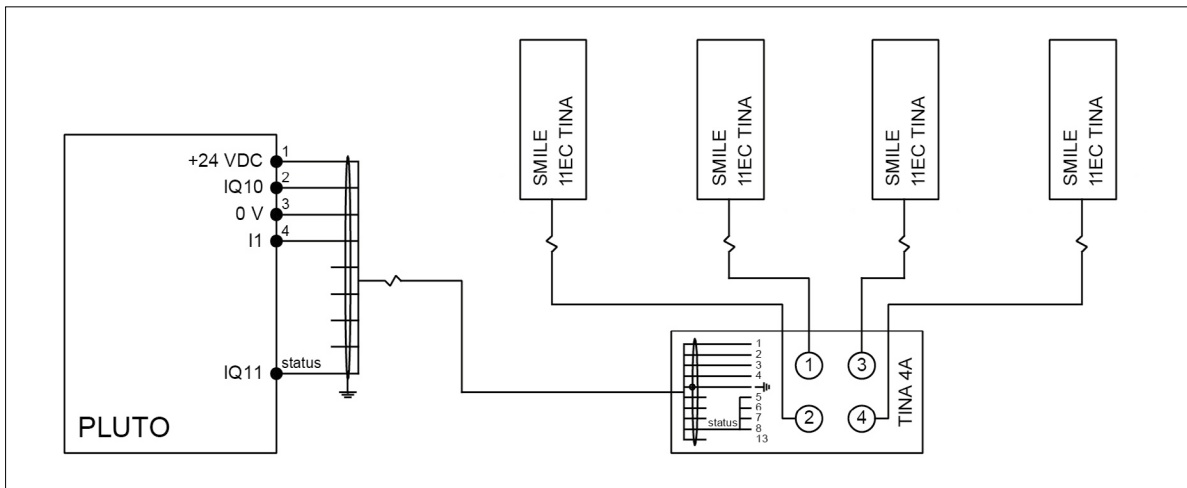 SMILE
11EC TINA
SMILE
11EC TINA
SMILE
11EC TINA
SMILE
11EC TINA
+24 VDC 1
IQ10 2
0 V 3
I1 4
IQ11 status
PLUTO
1
2
3
4
5
6
7
status 8
13
1
3
2
4
TINA 4A